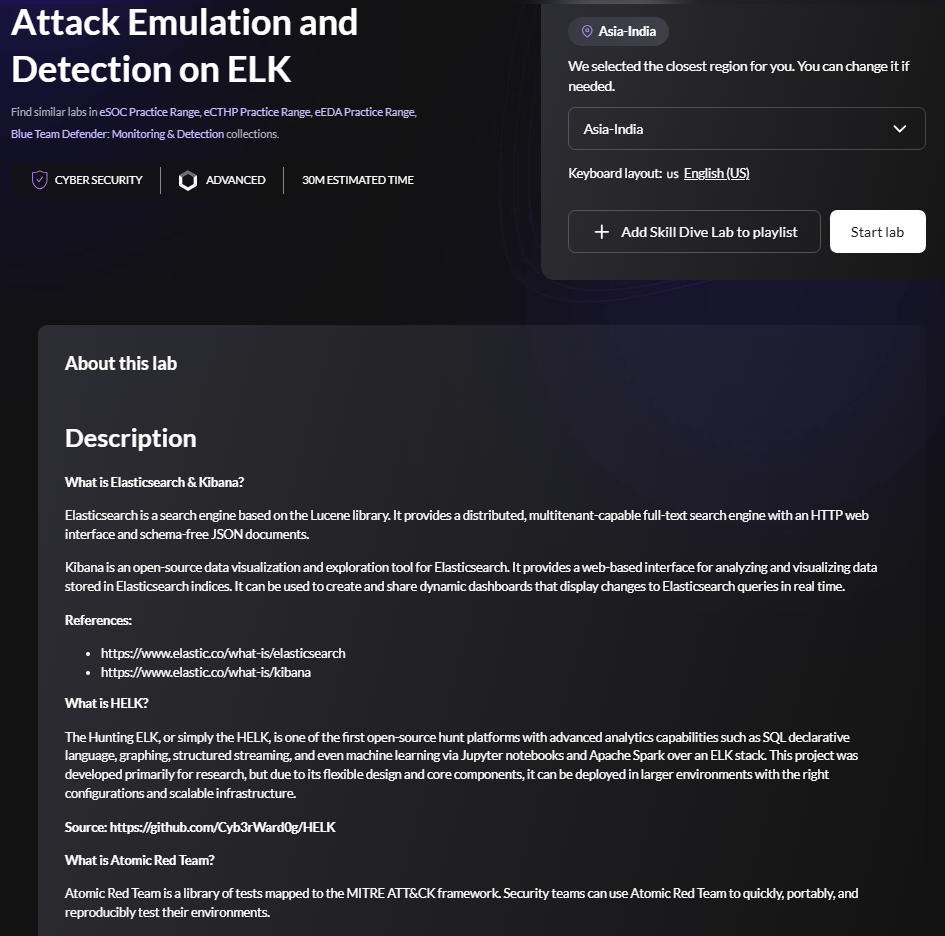 Attack Emulation and
Detection on ELK
Find similar labs in eSOC Practice Range, eCTHP Practice Range, eEDA Practice Range,
Blue Team Defender: Monitoring & Detection collections.
CYBER SECURITY
ADVANCED
30M ESTIMATED TIME
Asia-India
We selected the closest region for you. You can change it if
needed.
Asia-India
Keyboard layout: us English (US)
Add Skill Dive Lab to playlist
Start lab
About this lab
Description
What is Elasticsearch & Kibana?
Elasticsearch is a search engine based on the Lucene library. It provides a distributed, multitenant-capable full-text search engine with an HTTP web
interface and schema-free JSON documents.
Kibana is an open-source data visualization and exploration tool for Elasticsearch. It provides a web-based interface for analyzing and visualizing data
stored in Elasticsearch indices. It can be used to create and share dynamic dashboards that display changes to Elasticsearch queries in real time.
References:
• https://www.elastic.co/what-is/elasticsearch
• https://www.elastic.co/what-is/kibana
What is HELK?
The Hunting ELK, or simply the HELK, is one of the first open-source hunt platforms with advanced analytics capabilities such as SQL declarative
language, graphing, structured streaming, and even machine learning via Jupyter notebooks and Apache Spark over an ELK stack. This project was
developed primarily for research, but due to its flexible design and core components, it can be deployed in larger environments with the right
configurations and scalable infrastructure.
Source: https://github.com/Cyb3rWard0g/HELK
What is Atomic Red Team?
Atomic Red Team is a library of tests mapped to the MITRE ATT&CK framework. Security teams can use Atomic Red Team to quickly, portably, and
reproducibly test their environments.